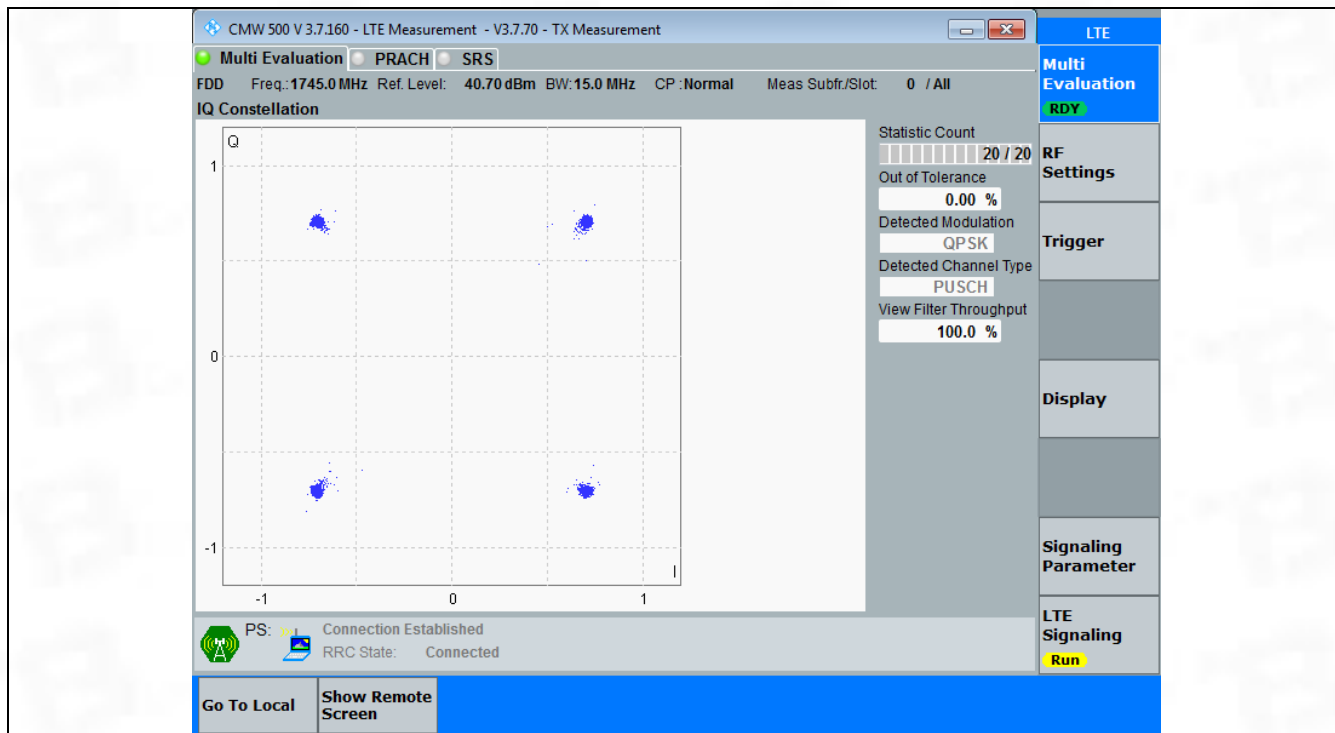 CMW 500 V 3.7.160 - LTE Measurement - V3.7.70 - TX Measurement
LTE
Multi Evaluation PRACH SRS
Multi Evaluation
RDY
FDD Freq.:1745.0 MHz Ref. Level: 40.70 dBm BW:15.0 MHz CP :Normal Meas Subfr./Slot: 0 / All
IQ Constellation
Q
1
0
-1
-1 0 1
I
Statistic Count
20 / 20
Out of Tolerance
0.00 %
Detected Modulation
QPSK
Detected Channel Type
PUSCH
View Filter Throughput
100.0 %
RF
Settings
Trigger
Display
Signaling
Parameter
LTE
Signaling
Run
PS: Connection Established
RRC State: Connected
Go To Local
Show Remote
Screen